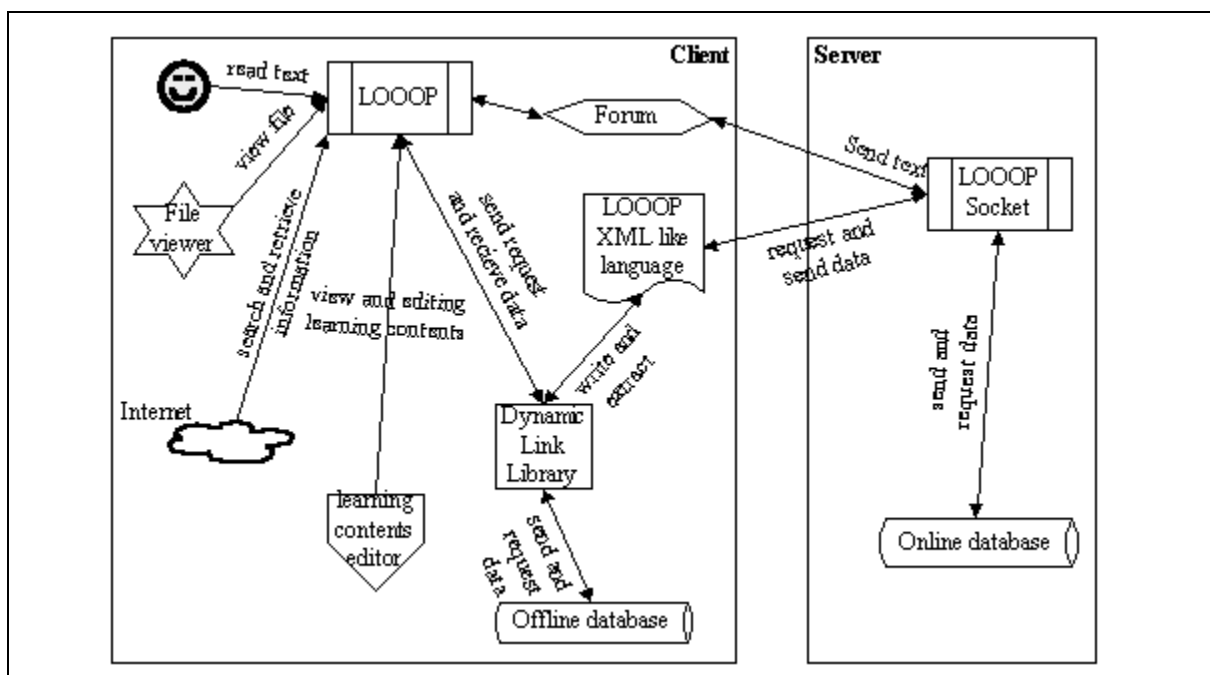 Client
Server
read text
LOOOP
Forum
view file
Send text
File
viewer
search and retrieve
information
send request
and recieve data
LOOOP
XML like
language
LOOOP
Socket
request and
send data
view and editing
learning contents
write and
extract
send and
request data
Internet
Dynamic
Link
Library
learning
contents
editor
send and
request
data
Online database
Offline database